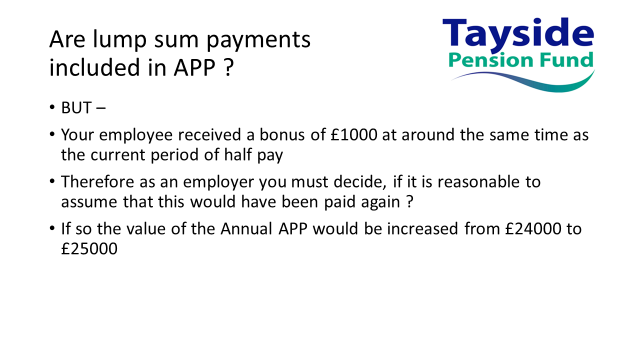 Are lump sum payments
included in APP ?
Tayside
Pension Fund
• BUT –
• Your employee received a bonus of £1000 at around the same time as
the current period of half pay
• Therefore as an employer you must decide, if it is reasonable to
assume that this would have been paid again ?
• If so the value of the Annual APP would be increased from £24000 to
£25000